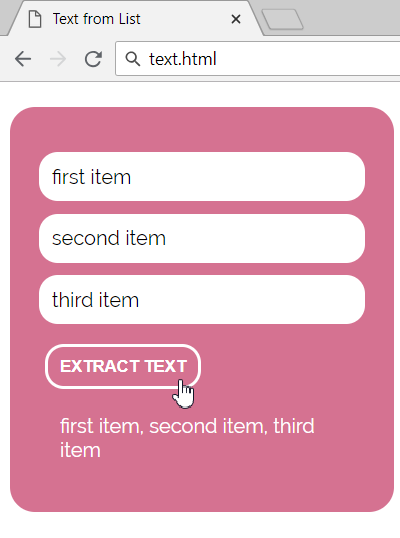 Text from List
text.html
first item
second item
third item
EXTRACT TEXT
first item, second item, third
item